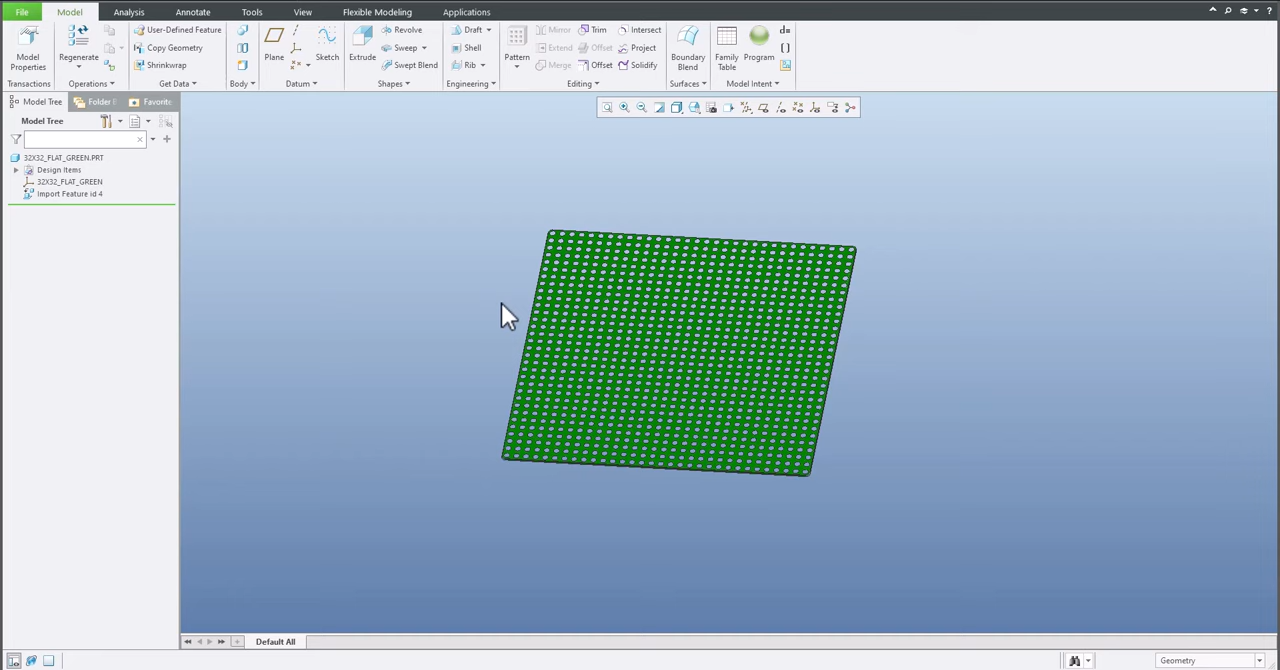 File Model Analysis Annotate Tools View Flexible Modeling Applications
Model Properties
Regenerate
User-Defined Feature
Copy Geometry
Shrinkwrap
Plane
Sketch
Extrude
Revolve
Sweep
Swept Blend
Draft
Shell
Rib
Pattern
Mirror
Extend
Merge
Trim
Offset
Offset
Intersect
Project
Solidify
Boundary Blend
Family Table
Program
d=
Transactions Operations Get Data Body Datum Shapes Engineering Editing Surfaces Model Intent
Model Tree Folder Favorite
Model Tree
32X32_FLAT_GREEN.PRT
Design Items
32X32_FLAT_GREEN
Import Feature id 4
Default All
Geometry